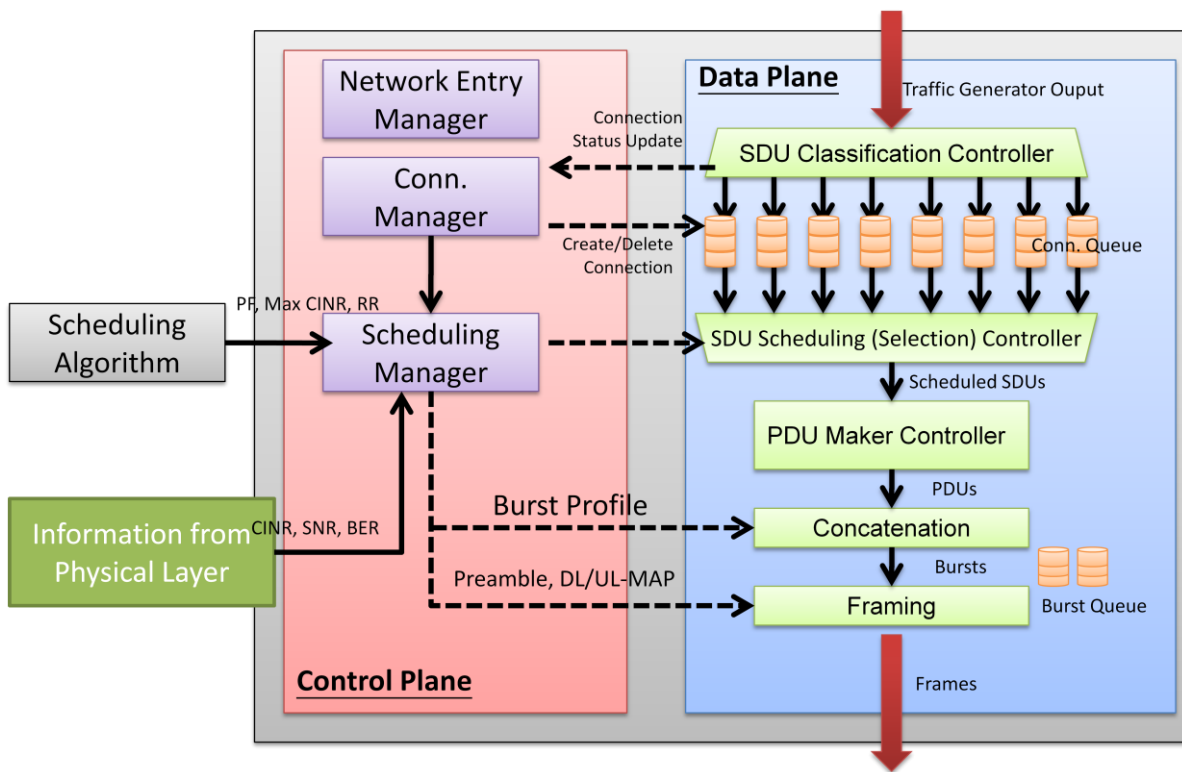 Network Entry
Manager
Data Plane
Traffic Generator Ouput
Connection
Status Update
SDU Classification Controller
Conn.
Manager
Create/Delete
Connection
Conn. Queue
PF, Max CINR, RR
Scheduling
Algorithm
Scheduling
Manager
SDU Scheduling (Selection) Controller
Scheduled SDUs
PDU Maker Controller
PDUs
Information from
Physical Layer
CINR, SNR, BER
Burst Profile
Concatenation
Bursts
Preamble, DL/UL-MAP
Framing
Burst Queue
Control Plane
Frames